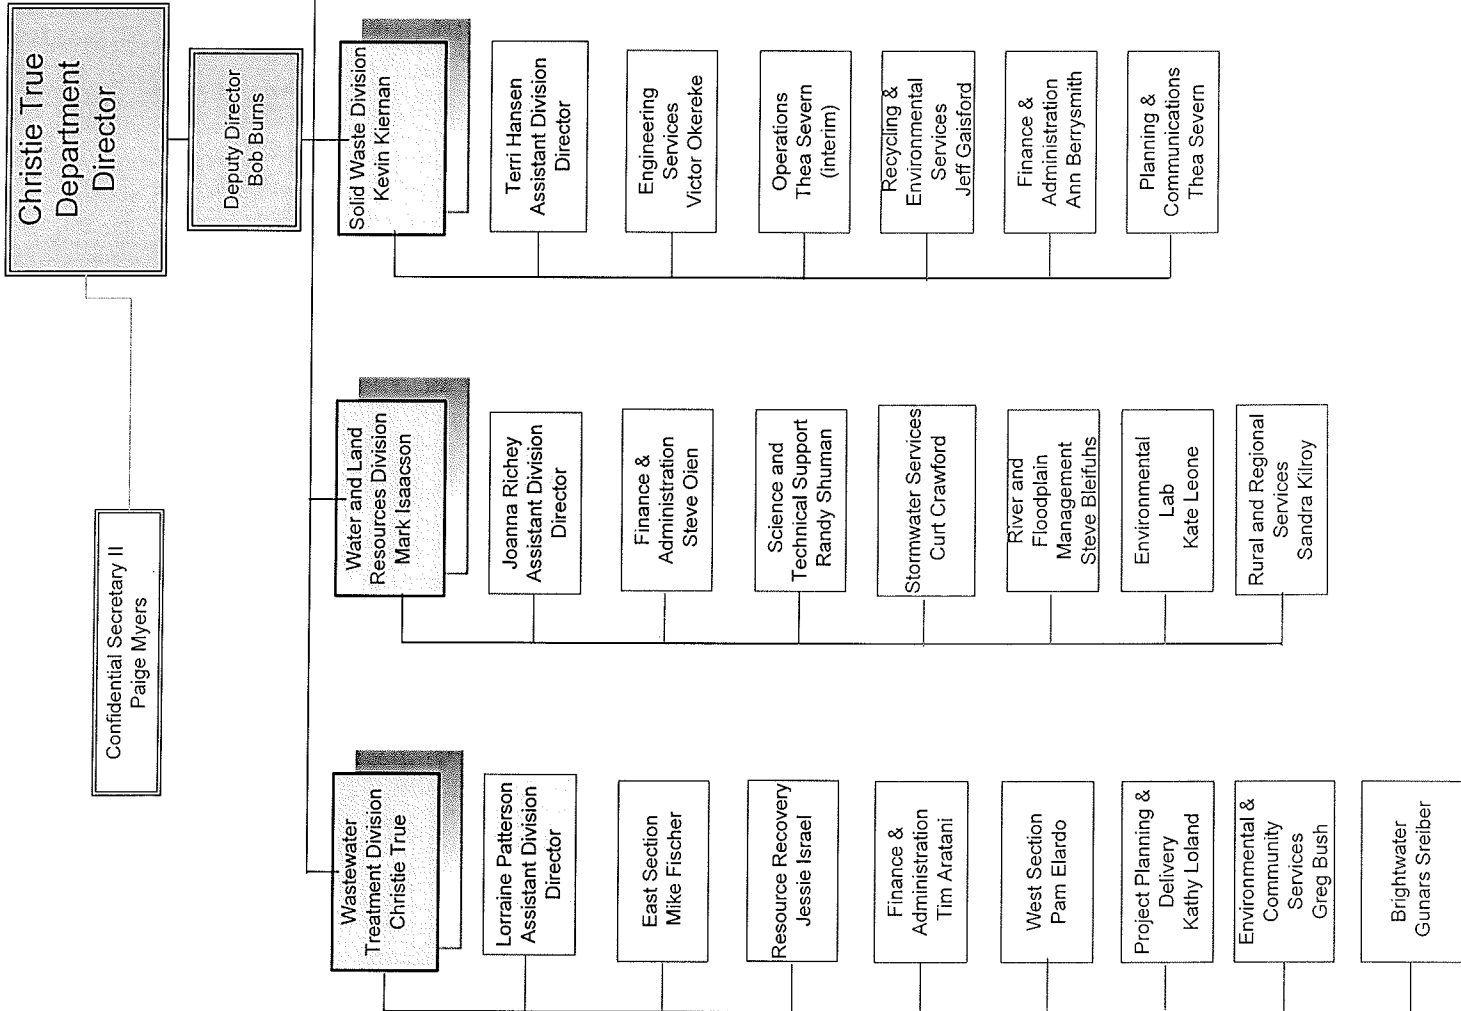 Christie True
Department
Director
Deputy Director
Bob Burns
Confidential Secretary II
Paige Myers
Wastewater
Treatment Division
Christie True
Lorraine Patterson
Assistant Division
Director
East Section
Mike Fischer
Resource Recovery
Jessie Israel
Finance &
Administration
Tim Aratani
West Section
Pam Elardo
Project Planning &
Delivery
Kathy Loland
Environmental &
Community
Services
Greg Bush
Brightwater
Gunars Sreiber
Water and Land
Resources Division
Mark Isaacson
Joanna Richey
Assistant Division
Director
Finance &
Administration
Steve Oien
Science and
Technical Support
Randy Shuman
Stormwater Services
Curt Crawford
River and
Floodplain
Management
Steve Bleifuhs
Environmental
Lab
Kate Leone
Rural and Regional
Services
Sandra Kilroy
Solid Waste Division
Kevin Kiernan
Terri Hansen
Assistant Division
Director
Engineering
Services
Victor Okereke
Operations
Thea Severn
(interim)
Recycling &
Environmental
Services
Jeff Gaisford
Finance &
Administration
Ann Berrysmith
Planning &
Communications
Thea Severn